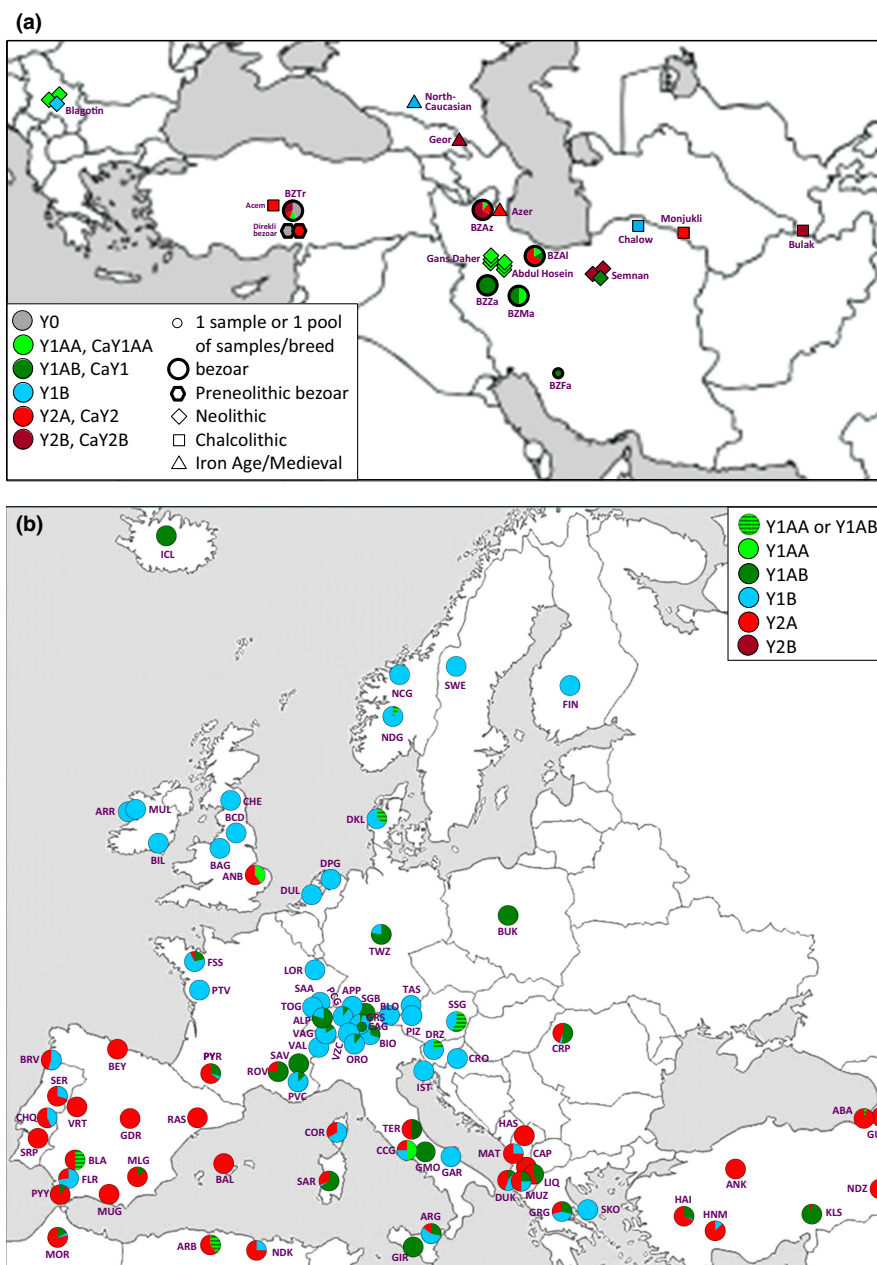 (a)
North-
Caucasian
Blagotin
Geor
BZTr
Acem
Direkli
bezoar
Azer
BZAz
Monjukli
Chalow
Bulak
Gans Daher
BZAl
Abdul Hosein
Semnan
BZZa
BZMa
BZFa
Y0
Y1AA, CaY1AA
Y1AB, CaY1
Y1B
Y2A, CaY2
Y2B, CaY2B
1 sample or 1 pool
of samples/breed
bezoar
Preneolithic bezoar
Neolithic
Chalcolithic
Iron Age/Medieval
(b)
Y1AA or Y1AB
Y1AA
Y1AB
Y1B
Y2A
Y2B
ICL
NCG
SWE
FIN
NDG
CHE
ARR
MUL
BCD
DKL
BIL
BAG
ANB
DPG
DUL
BUK
TWZ
FSS
LOR
PTV
SAA
PCG
APP
SGB
BLO
TAS
TOG
GRS
SSG
ALP
CAG
PIZ
VAG
DRZ
VAL
VZC
ORO
BIO
CRO
CRP
SAV
ROV
PVC
IST
BRV
BEY
PYR
SER
CHQ
VRT
GDR
RAS
SRP
BLA
MLG
FLR
PYY
MUG
BAL
COR
TER
CCG
GMO
GAR
SAR
HAS
MAT
CAP
LIQ
DUK
MUZ
GRG
SKO
ARG
GIR
MOR
ARB
NDK
ABA
GU
ANK
NDZ
HAI
HNM
KLS